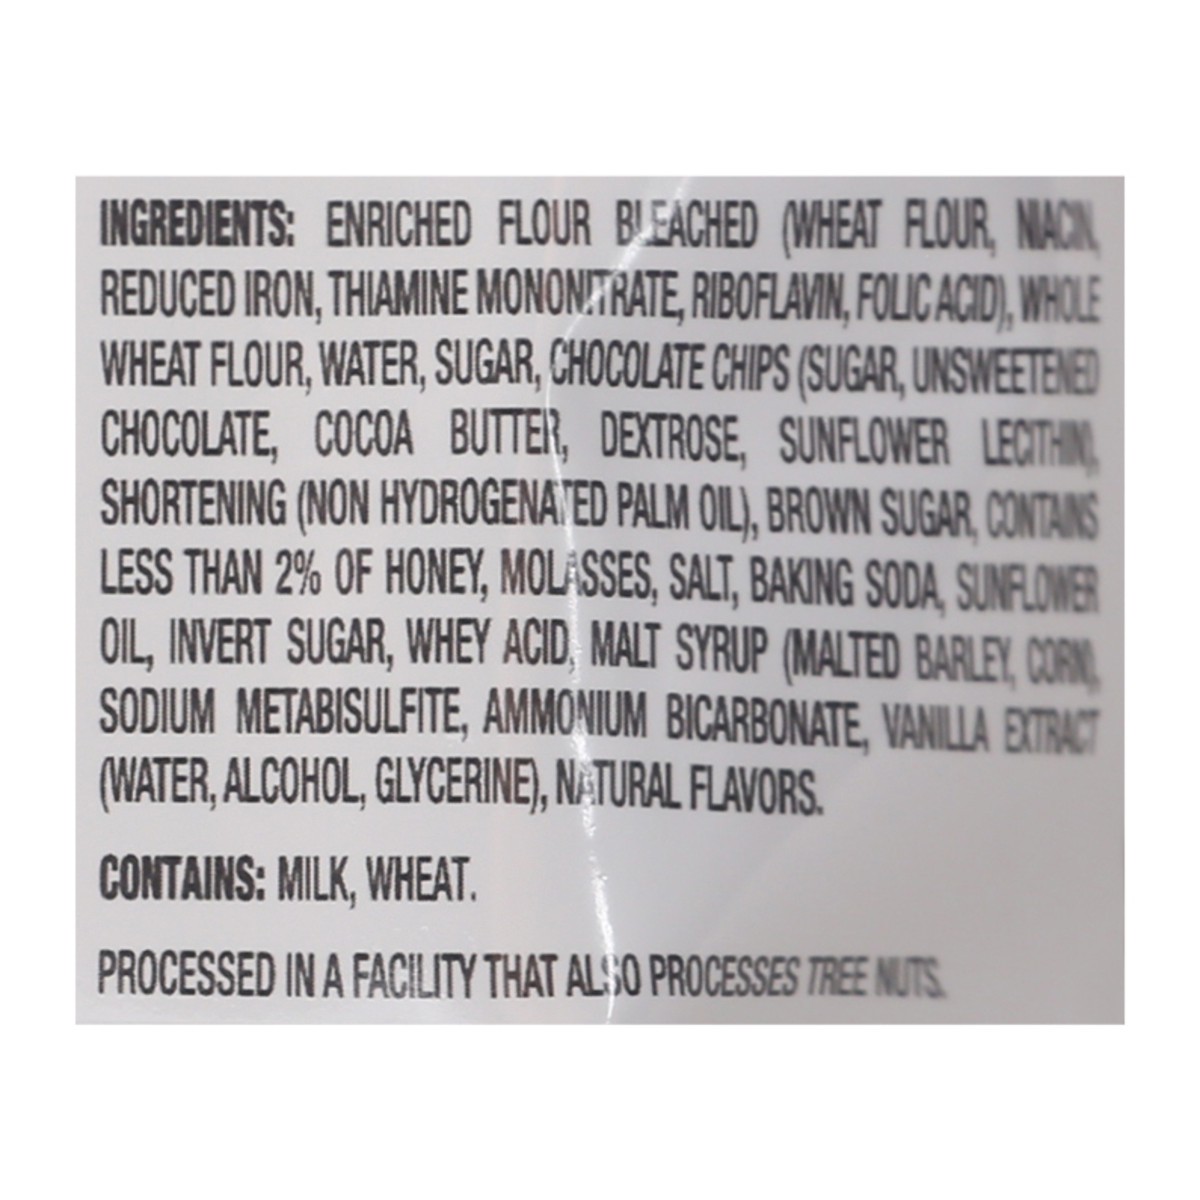 INGREDIENTS: ENRICHED FLOUR BLEACHED (WHEAT FLOUR, NIACIN,
REDUCED IRON, THIAMINE MONONITRATE, RIBOFLAVIN, FOLIC ACID), WHOLE
WHEAT FLOUR, WATER, SUGAR, CHOCOLATE CHIPS (SUGAR, UNSWEETENED
CHOCOLATE, COCOA BUTTER, DEXTROSE, SUNFLOWER LECITHIN),
SHORTENING (NON HYDROGENATED PALM OIL), BROWN SUGAR, CONTAINS
LESS THAN 2% OF HONEY, MOLASSES, SALT, BAKING SODA, SUNFLOWER
OIL, INVERT SUGAR, WHEY ACID, MALT SYRUP (MALTED BARLEY, CORN),
SODIUM METABISULFITE, AMMONIUM BICARBONATE, VANILLA EXTRACT
(WATER, ALCOHOL, GLYCERINE), NATURAL FLAVORS.
CONTAINS: MILK, WHEAT.
PROCESSED IN A FACILITY THAT ALSO PROCESSES TREE NUTS.